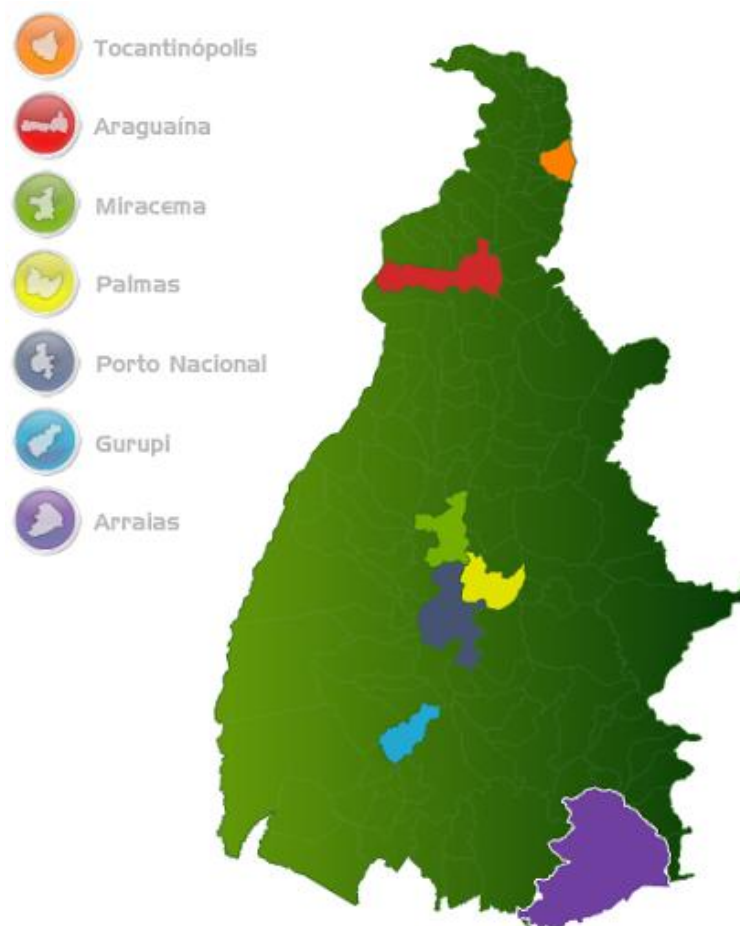 Tocantinópolis
Araguaína
Miracema
Palmas
Porto Nacional
Gurupi
Arraias